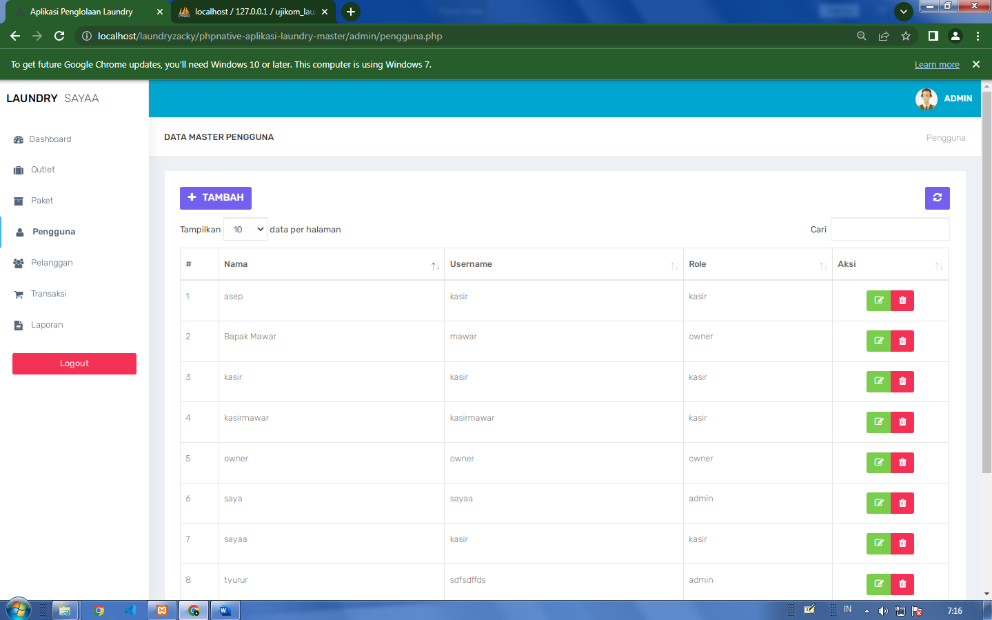 Aplikasi Penglolaan Laundry
localhost / 127.0.0.1 / ujikom_lau
localhost/laundryzacky/phpnative-aplikasi-laundry-master/admin/pengguna.php
To get future Google Chrome updates, you'll need Windows 10 or later. This computer is using Windows 7.
Learn more
LAUNDRY SAYAA
ADMIN
Dashboard
Outlet
Paket
Pengguna
Pelanggan
Transaksi
Laporan
Logout
DATA MASTER PENGGUNA
Pengguna
+ TAMBAH
Tampilkan 10 data per halaman
Cari
# Nama Username Role Aksi
1 asep kasir kasir
2 Bapak Mawar mawar owner
3 kasir kasir kasir
4 kasirmawar kasirmawar kasir
5 owner owner owner
6 saya sayaa admin
7 sayaa kasir kasir
8 tyurur sdfsdffds admin
IN
7:16